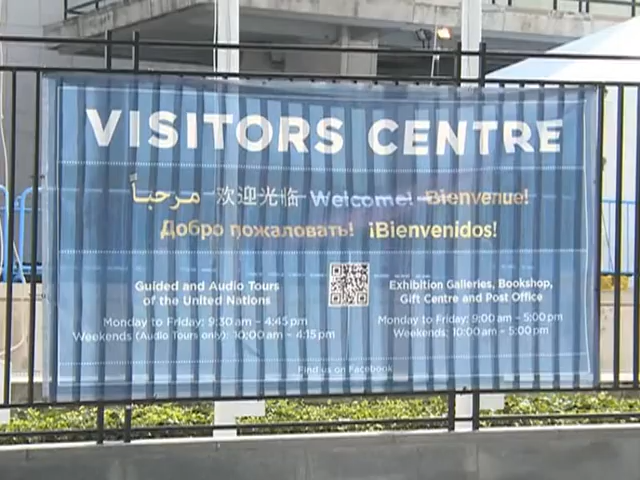 VISITORS CENTRE
مرحباً 欢迎光临 Welcome! Bienvenue!
Добро пожаловать! ¡Bienvenidos!
Guided and Audio Tours
of the United Nations
Monday to Friday: 9:30 am – 4:45 pm
Weekends (Audio Tours only): 10:00 am – 4:15 pm
Exhibition Galleries, Bookshop,
Gift Centre and Post Office
Monday to Friday: 9:00 am – 5:00 pm
Weekends: 10:00 am – 5:00 pm
Find us on Facebook